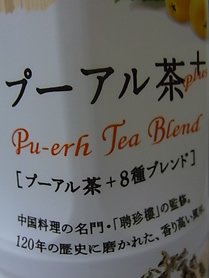 プーアル茶+plus
Pu-erh Tea Blend
[プーアル茶+8種ブレンド]
中国料理の名門・「聘珍樓」の監修。
120年の歴史に磨かれた、香り高い風味。